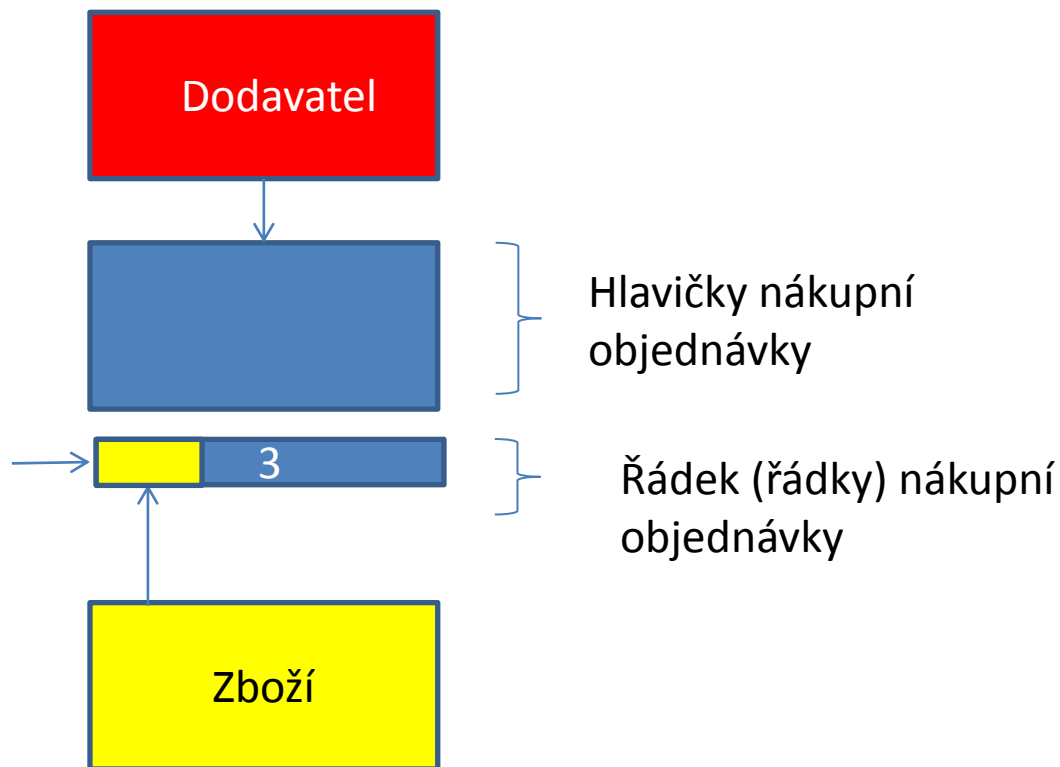 Dodavatel
Hlavičky nákupní
objednávky
3
Řádek (řádky) nákupní
objednávky
Zboží